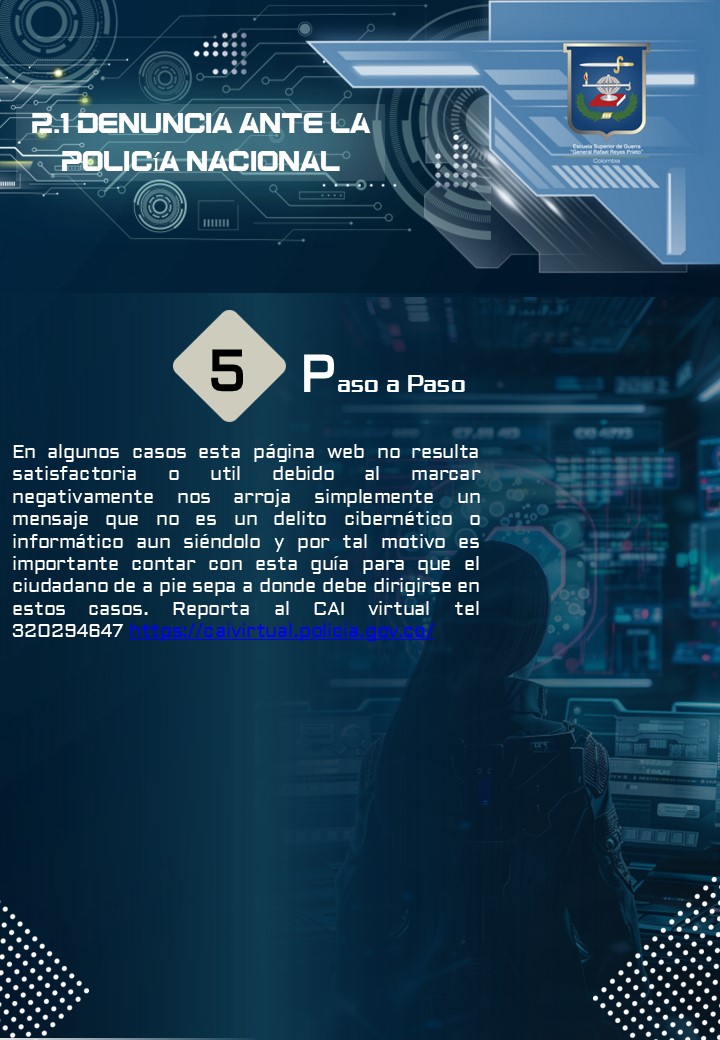 2.1 DENUNCIA ANTE LA
POLICÍA NACIONAL
Escuela Superior de Guerra
"General Rafael Reyes Prieto"
Colombia
5
Paso a Paso
En algunos casos esta página web no resulta
satisfactoria o util debido al marcar
negativamente nos arroja simplemente un
mensaje que no es un delito cibernético o
informático aun siéndolo y por tal motivo es
importante contar con esta guía para que el
ciudadano de a pie sepa a donde debe dirigirse en
estos casos. Reporta al CAI virtual tel
320294647 https://caivirtual.policia.gov.co/